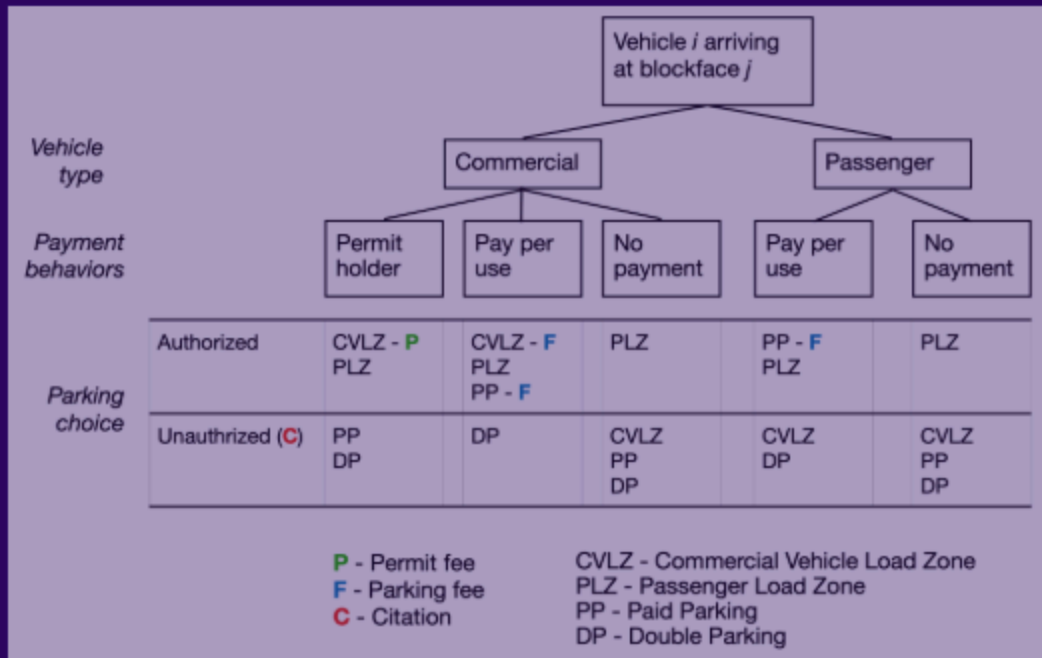 Vehicle i arriving
at blockface j
Vehicle
type
Commercial
Passenger
Payment
behaviors
Permit
holder
Pay per
use
No
payment
Pay per
use
No
payment
Parking
choice
Authorized
CVLZ - P
PLZ
CVLZ - F
PLZ
PP - F
PLZ
PP - F
PLZ
PLZ
Unauthrized (C)
PP
DP
DP
CVLZ
PP
DP
CVLZ
DP
CVLZ
PP
DP
P - Permit fee
F - Parking fee
C - Citation
CVLZ - Commercial Vehicle Load Zone
PLZ - Passenger Load Zone
PP - Paid Parking
DP - Double Parking